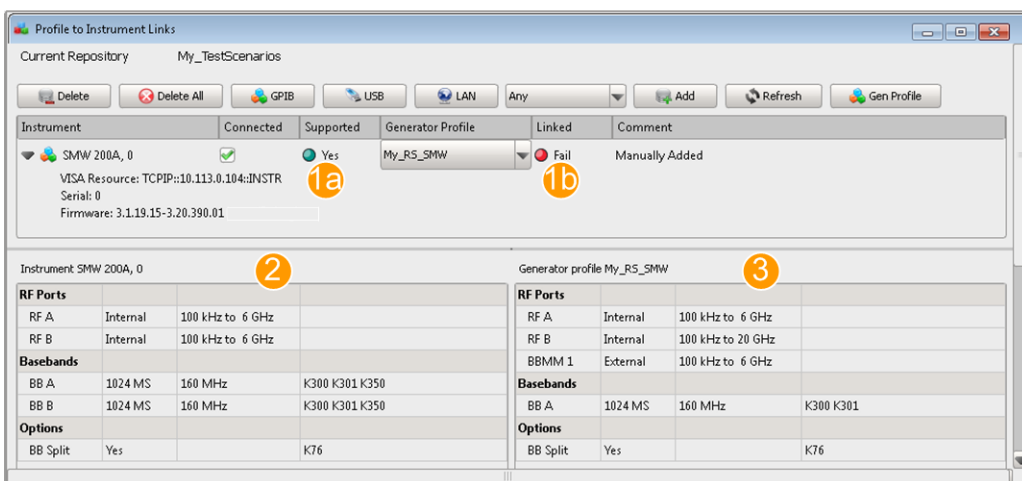 Profile to Instrument Links
Current Repository My_TestScenarios
Delete Delete All GPIB USB LAN Any Add Refresh Gen Profile
Instrument Connected Supported Generator Profile Linked Comment
SMW 200A, 0 Yes My_RS_SMW Fail Manually Added
VISA Resource: TCPIP::10.113.0.104::INSTR
1a 1b
Serial: 0
Firmware: 3.1.19.15-3.20.390.01
Instrument SMW 200A, 0 2
RF Ports
RF A Internal 100 kHz to 6 GHz
RF B Internal 100 kHz to 6 GHz
Basebands
BB A 1024 MS 160 MHz K300 K301 K350
BB B 1024 MS 160 MHz K300 K301 K350
Options
BB Split Yes K76
Generator profile My_RS_SMW 3
RF Ports
RF A Internal 100 kHz to 6 GHz
RF B Internal 100 kHz to 20 GHz
BBMM 1 External 100 kHz to 6 GHz
Basebands
BB A 1024 MS 160 MHz K300 K301
Options
BB Split Yes K76